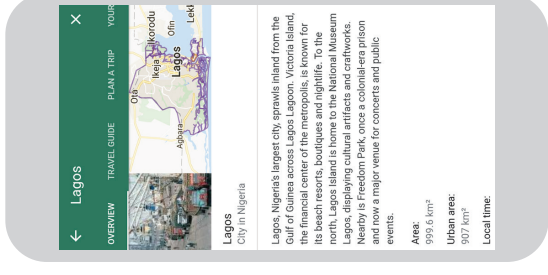 ← Lagos ×
OVERVIEW TRAVEL GUIDE PLAN A TRIP YOUR
Ota
Ikeja
Ikorodu
Ofin
Lagos
Lekk
Agbara
Lagos
City in Nigeria
Lagos, Nigeria's largest city, sprawls inland from the
Gulf of Guinea across Lagos Lagoon. Victoria Island,
the financial center of the metropolis, is known for
its beach resorts, boutiques and nightlife. To the
north, Lagos Island is home to the National Museum
Lagos, displaying cultural artifacts and craftworks.
Nearby is Freedom Park, once a colonial-era prison
and now a major venue for concerts and public
events.
Area:
999.6 km²
Urban area:
907 km²
Local time: